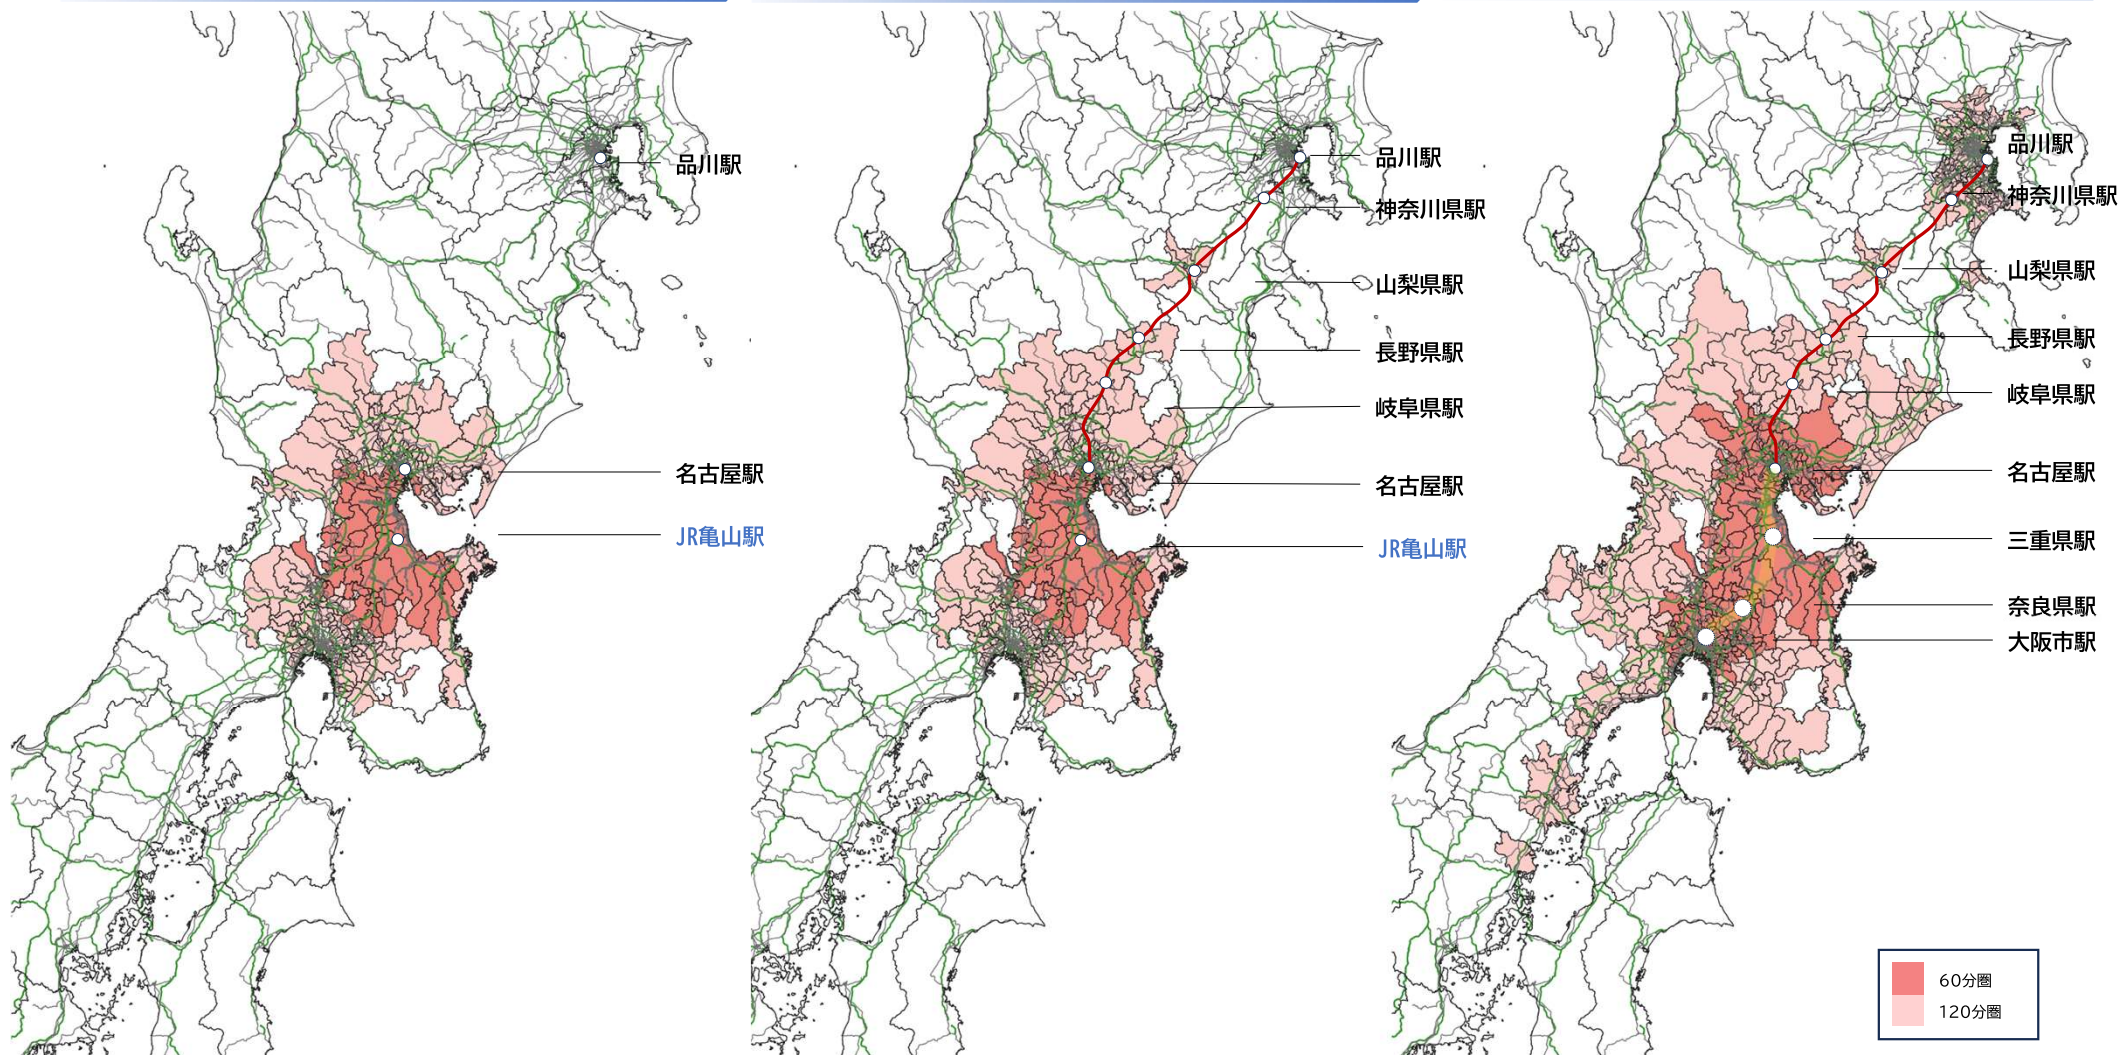 品川駅
名古屋駅
JR亀山駅
品川駅
神奈川県駅
山梨県駅
長野県駅
岐阜県駅
名古屋駅
JR亀山駅
品川駅
神奈川県駅
山梨県駅
長野県駅
岐阜県駅
名古屋駅
三重県駅
奈良県駅
大阪市駅
60分圏
120分圏